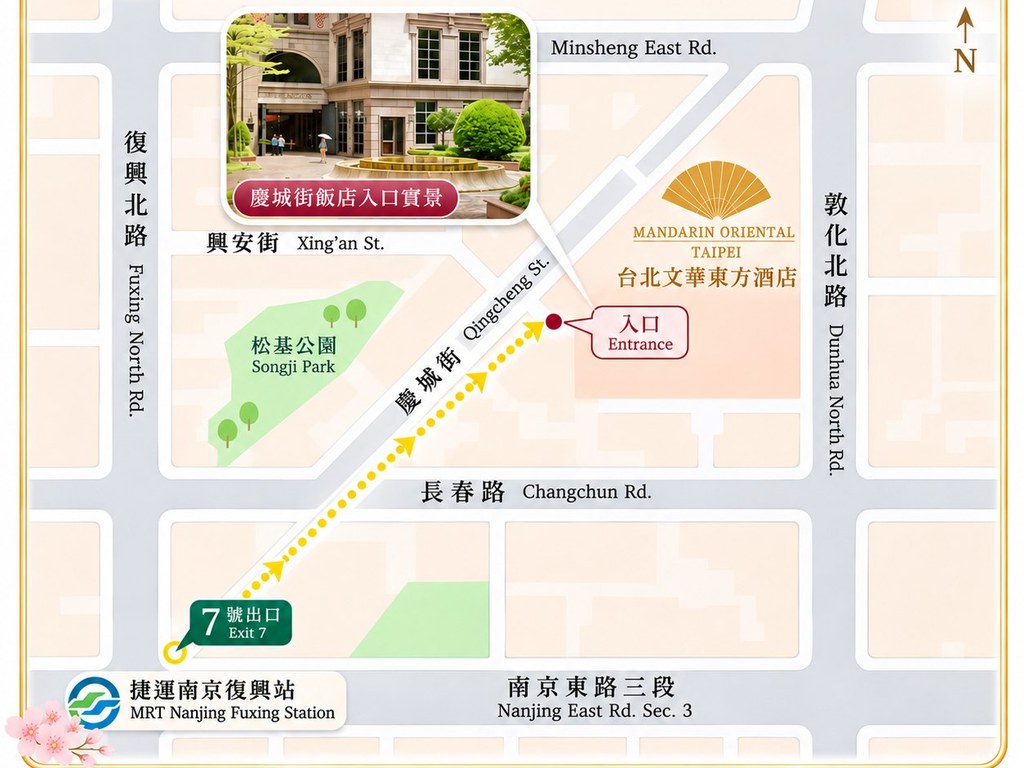 Minsheng East Rd.
N
復興北路
Fuxing North Rd.
慶城街飯店入口實景
興安街 Xing'an St.
MANDARIN ORIENTAL
TAIPEI
台北文華東方酒店
敦化北路
Dunhua North Rd.
慶城街 Qingcheng St.
入口
Entrance
松基公園
Songji Park
長春路 Changchun Rd.
7 號出口
Exit 7
捷運南京復興站
MRT Nanjing Fuxing Station
南京東路三段
Nanjing East Rd. Sec. 3